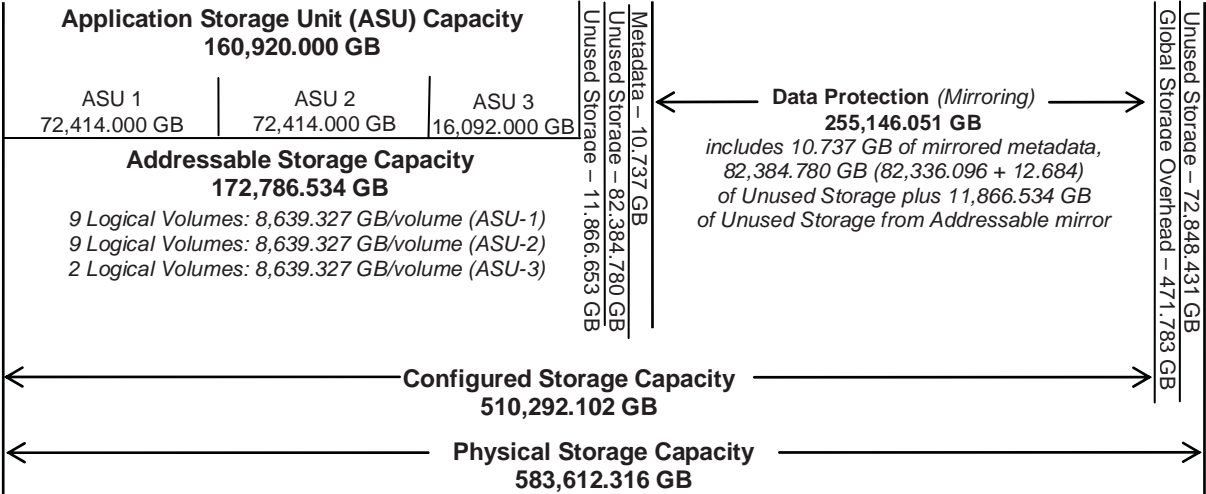 Application Storage Unit (ASU) Capacity
160,920.000 GB
ASU 1
72,414.000 GB
ASU 2
72,414.000 GB
ASU 3
16,092.000 GB
Addressable Storage Capacity
172,786.534 GB
9 Logical Volumes: 8,639.327 GB/volume (ASU-1)
9 Logical Volumes: 8,639.327 GB/volume (ASU-2)
2 Logical Volumes: 8,639.327 GB/volume (ASU-3)
Unused Storage – 11.866.653 GB
Unused Storage – 82.384.780 GB
Metadata – 10.737 GB
Data Protection (Mirroring)
255,146.051 GB
includes 10.737 GB of mirrored metadata,
82,384.780 GB (82,336.096 + 12.684)
of Unused Storage plus 11,866.534 GB
of Unused Storage from Addressable mirror
Global Storage Overhead – 471.783 GB
Unused Storage – 72,848.431 GB
Configured Storage Capacity
510,292.102 GB
Physical Storage Capacity
583,612.316 GB